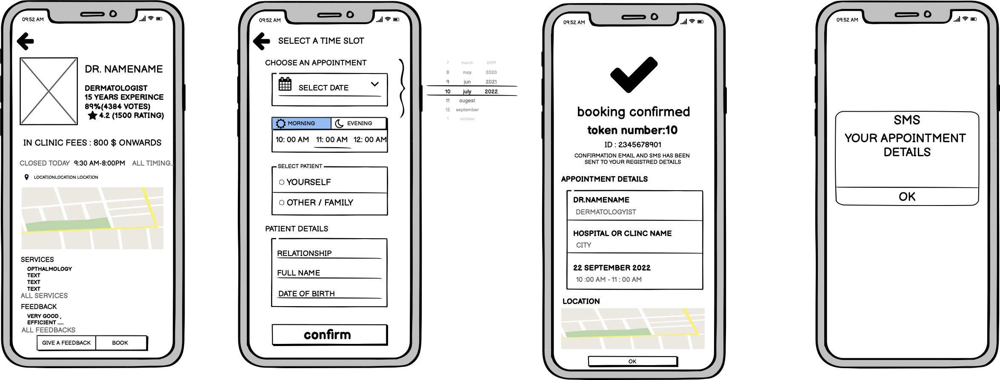 09:52 AM
DR. NAMENAME
DERMATOLOGIST
15 YEARS EXPERINCE
89%(4384 VOTES)
4.2 (1500 RATING)
IN CLINIC FEES : 800 $ ONWARDS
CLOSED TODAY 9:30 AM-8:00PM ALL TIMING..
LOCATIONLOCATION LOCATION
SERVICES
OPTHALMOLOGY
TEXT
TEXT
TEXT
ALL SERVICES
FEEDBACK
VERY GOOD ,
EFFICIENT .....
ALL FEEDBACKS
GIVE A FEEDBACK BOOK
09:52 AM
SELECT A TIME SLOT
CHOOSE AN APPOINTMENT
SELECT DATE
MORNING EVENING
10: 00 AM 11: 00 AM 12: 00 AM
SELECT PATIENT
YOURSELF
OTHER / FAMILY
PATIENT DETAILS
RELATIONSHIP
FULL NAME
DATE OF BIRTH
confirm
7 march 2019
8 may 2020
9 jun 2021
10 july 2022
11 augest
12 september
1 october
09:52 AM
booking confirmed
token number:10
ID : 2345678901
CONFIRMATION EMAIL AND SMS HAS BEEN
SENT TO YOUR REGISTRED DETAILS
APPOINTMENT DETAILS
DR.NAMENAME
DERMATOLOGYIST
HOSPITAL OR CLINC NAME
CITY
22 SEPTEMBER 2022
10 :00 AM - 11 : 00 AM
LOCATION
OK
09:52 AM
SMS
YOUR APPOINTMENT
DETAILS
OK